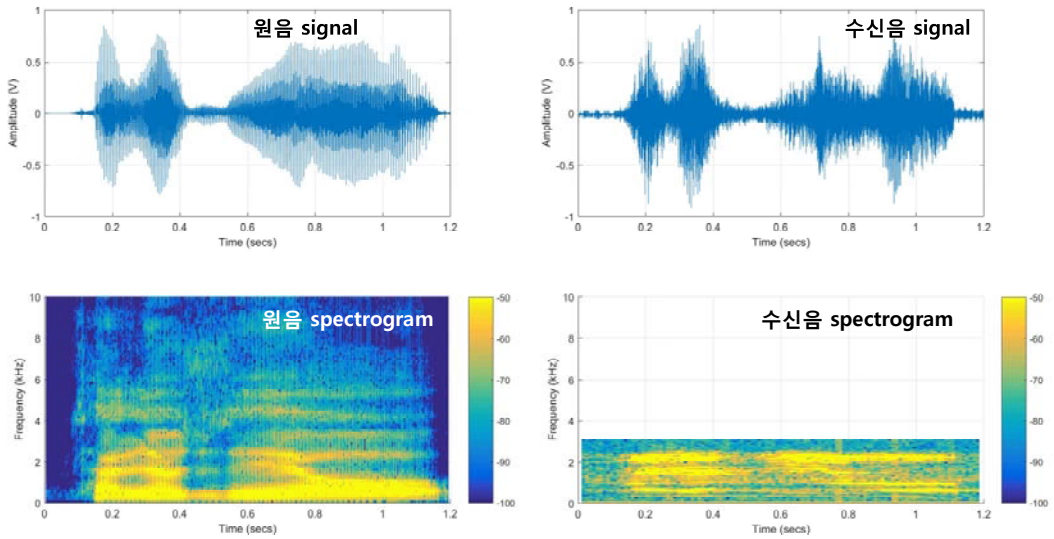 원음 signal
1
0.5
0
-0.5
-1
Amplitude (V)
0 0.2 0.4 0.6 0.8 1 1.2
Time (secs)
수신음 signal
1
0.5
0
-0.5
-1
Amplitude (V)
0 0.2 0.4 0.6 0.8 1 1.2
Time (secs)
원음 spectrogram
10
8
6
4
2
0
Frequency (kHz)
0 0.2 0.4 0.6 0.8 1 1.2
Time (secs)
-50
-60
-70
-80
-90
-100
수신음 spectrogram
10
8
6
4
2
0
Frequency (kHz)
0 0.2 0.4 0.6 0.8 1 1.2
Time (secs)
-50
-60
-70
-80
-90
-100